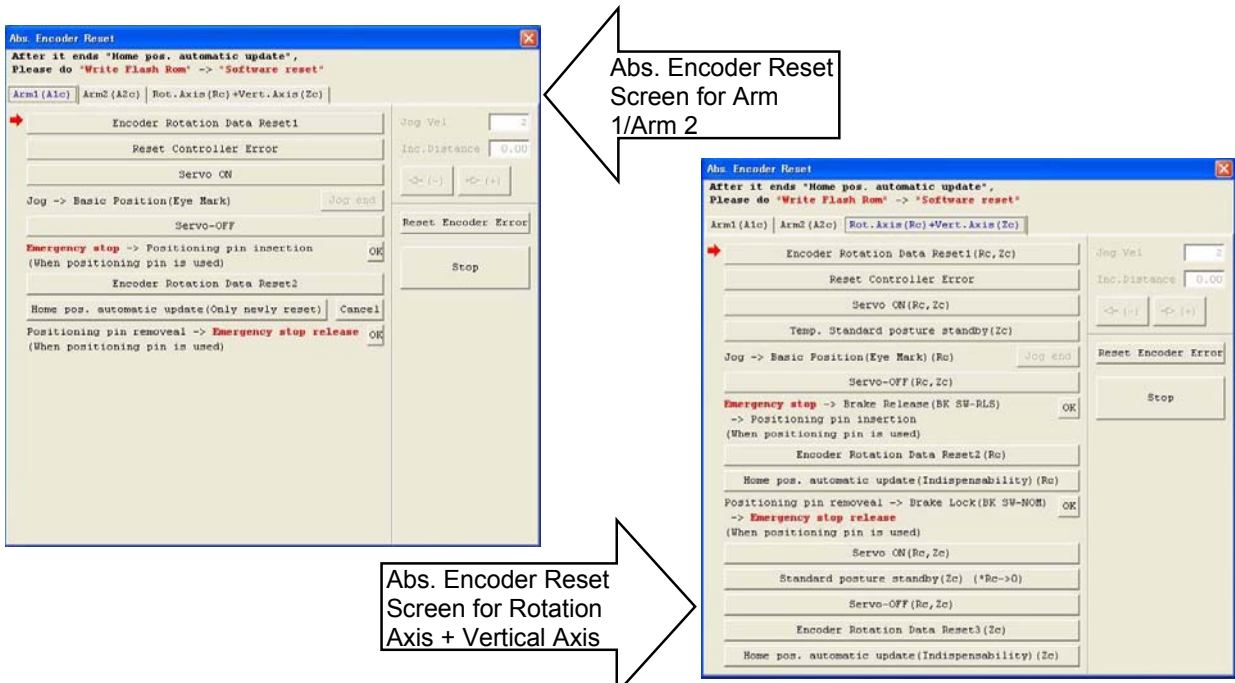 Abs. Encoder Reset
After it ends "Home pos. automatic update",
Please do "Write Flash Rom" -> "Software reset"
Arm1(A1c) Arm2(A2c) Rot.Axis(Rc)+Vert.Axis(Zc)
Encoder Rotation Data Reset1
Reset Controller Error
Servo ON
Jog -> Basic Position(Eye Mark) Jog end
Servo-OFF
Emergency stop -> Positioning pin insertion
(When positioning pin is used)
OK
Encoder Rotation Data Reset2
Home pos. automatic update(Only newly reset) Cancel
Positioning pin removeal -> Emergency stop release
(When positioning pin is used)
OK
Jog Vel 2
Inc.Distance 0.00
(-) (+)
Reset Encoder Error
Stop
Abs. Encoder Reset
Screen for Arm
1/Arm 2
Abs. Encoder Reset
After it ends "Home pos. automatic update",
Please do "Write Flash Rom" -> "Software reset"
Arm1(A1c) Arm2(A2c) Rot.Axis(Rc)+Vert.Axis(Zc)
Encoder Rotation Data Reset1(Rc,Zc)
Reset Controller Error
Servo ON(Rc,Zc)
Temp. Standard posture standby(Zc)
Jog -> Basic Position(Eye Mark)(Rc) Jog end
Servo-OFF(Rc,Zc)
Emergency stop -> Brake Release(BK SW-RLS)
-> Positioning pin insertion
(When positioning pin is used)
OK
Encoder Rotation Data Reset2(Rc)
Home pos. automatic update(Indispensability)(Rc)
Positioning pin removeal -> Brake Lock(BK SW-NOM)
-> Emergency stop release
(When positioning pin is used)
OK
Servo ON(Rc,Zc)
Standard posture standby(Zc) (*Rc->0)
Servo-OFF(Rc,Zc)
Encoder Rotation Data Reset3(Zc)
Home pos. automatic update(Indispensability)(Zc)
Jog Vel 2
Inc.Distance 0.00
(-) (+)
Reset Encoder Error
Stop
Abs. Encoder Reset
Screen for Rotation
Axis + Vertical Axis